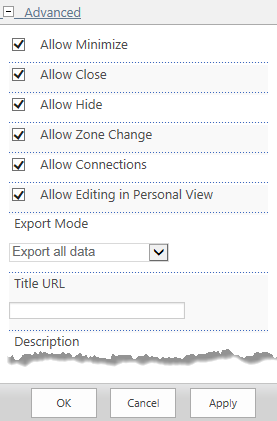 Advanced
Allow Minimize
Allow Close
Allow Hide
Allow Zone Change
Allow Connections
Allow Editing in Personal View
Export Mode
Export all data
Title URL
Description
OK Cancel Apply